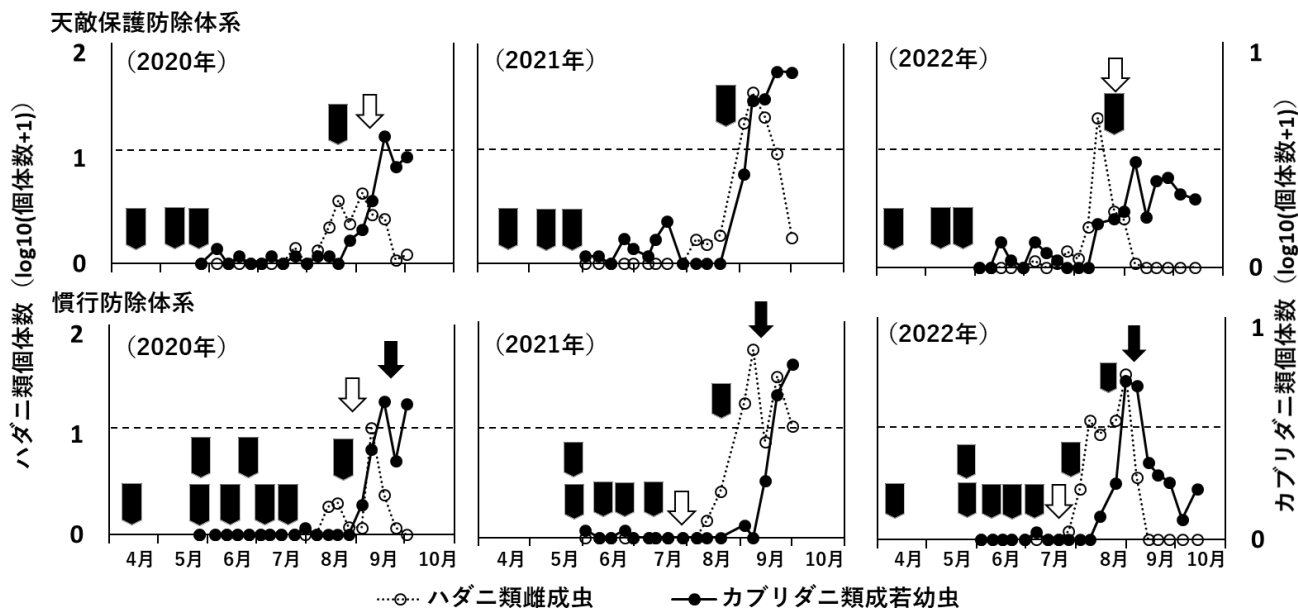 天敵保護防除体系
ハダニ類個体数（log10(個体数+1)）
カブリダニ類個体数（log10(個体数+1)）
2
1
0
（2020年）
（2021年）
（2022年）
1
0
慣行防除体系
2
1
0
（2020年）
（2021年）
（2022年）
1
0
4月 5月 6月 7月 8月 9月 10月
4月 5月 6月 7月 8月 9月 10月
4月 5月 6月 7月 8月 9月 10月
ハダニ類雌成虫 カブリダニ類成若幼虫